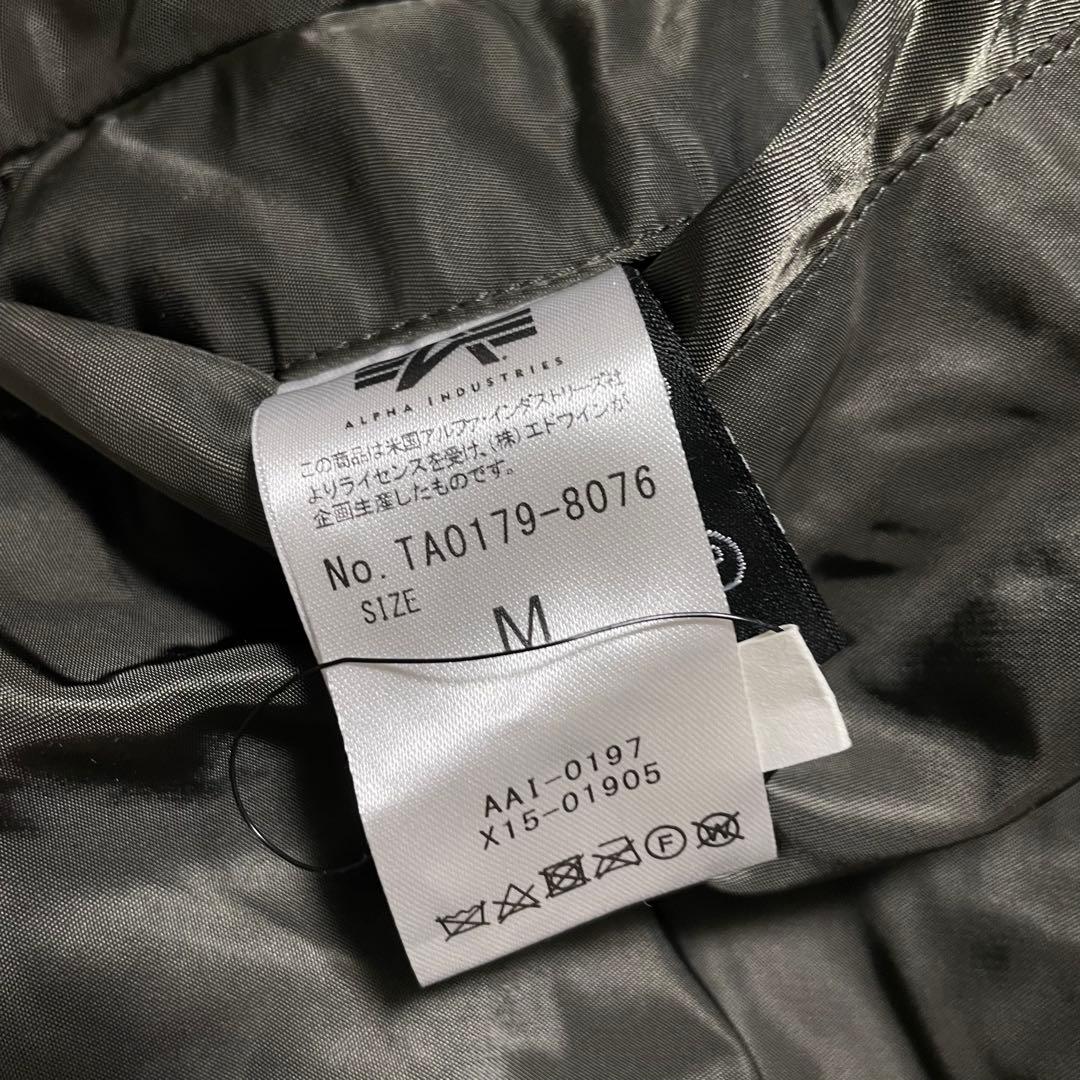 ALPHA INDUSTRIES
この商品は米国アルファ・インダストリーズ社
よりライセンスを受け、(株)エドウインが
企画生産したものです。
No. TA0179-8076
SIZE
M
AAI-0197
X15-01905
F
W